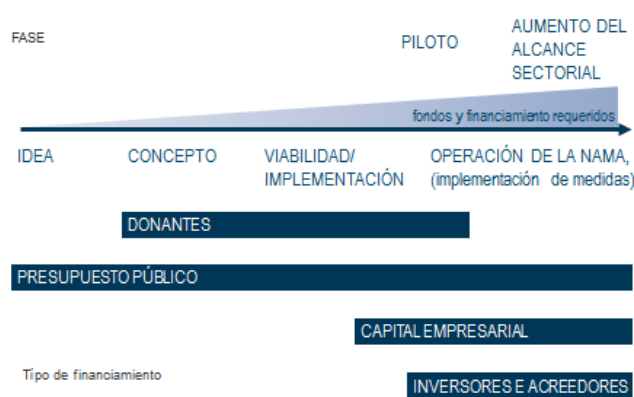 FASE
PILOTO
AUMENTO DEL
ALCANCE
SECTORIAL
fondos y financiamiento requeridos
IDEA
CONCEPTO
VIABILIDAD/
IMPLEMENTACIÓN
OPERACIÓN DE LA NAMA,
(implementación de medidas)
DONANTES
PRESUPUESTO PÚBLICO
CAPITAL EMPRESARIAL
Tipo de financiamiento
INVERSORES E ACREEDORES